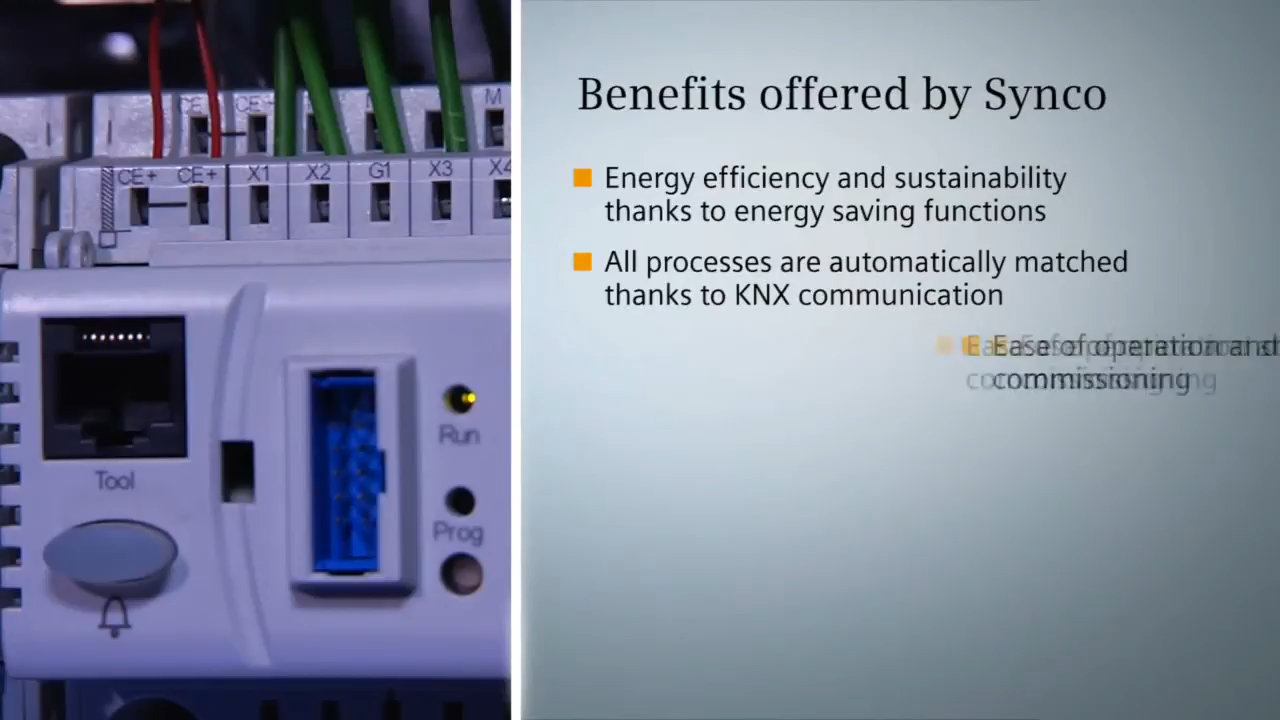 CE+ CE+ M
CE+ CE+ X1 X2 G1 X3 X4
Tool
Run
Prog
Benefits offered by Synco
Energy efficiency and sustainability
thanks to energy saving functions
All processes are automatically matched
thanks to KNX communication
Ease of operation and
commissioning